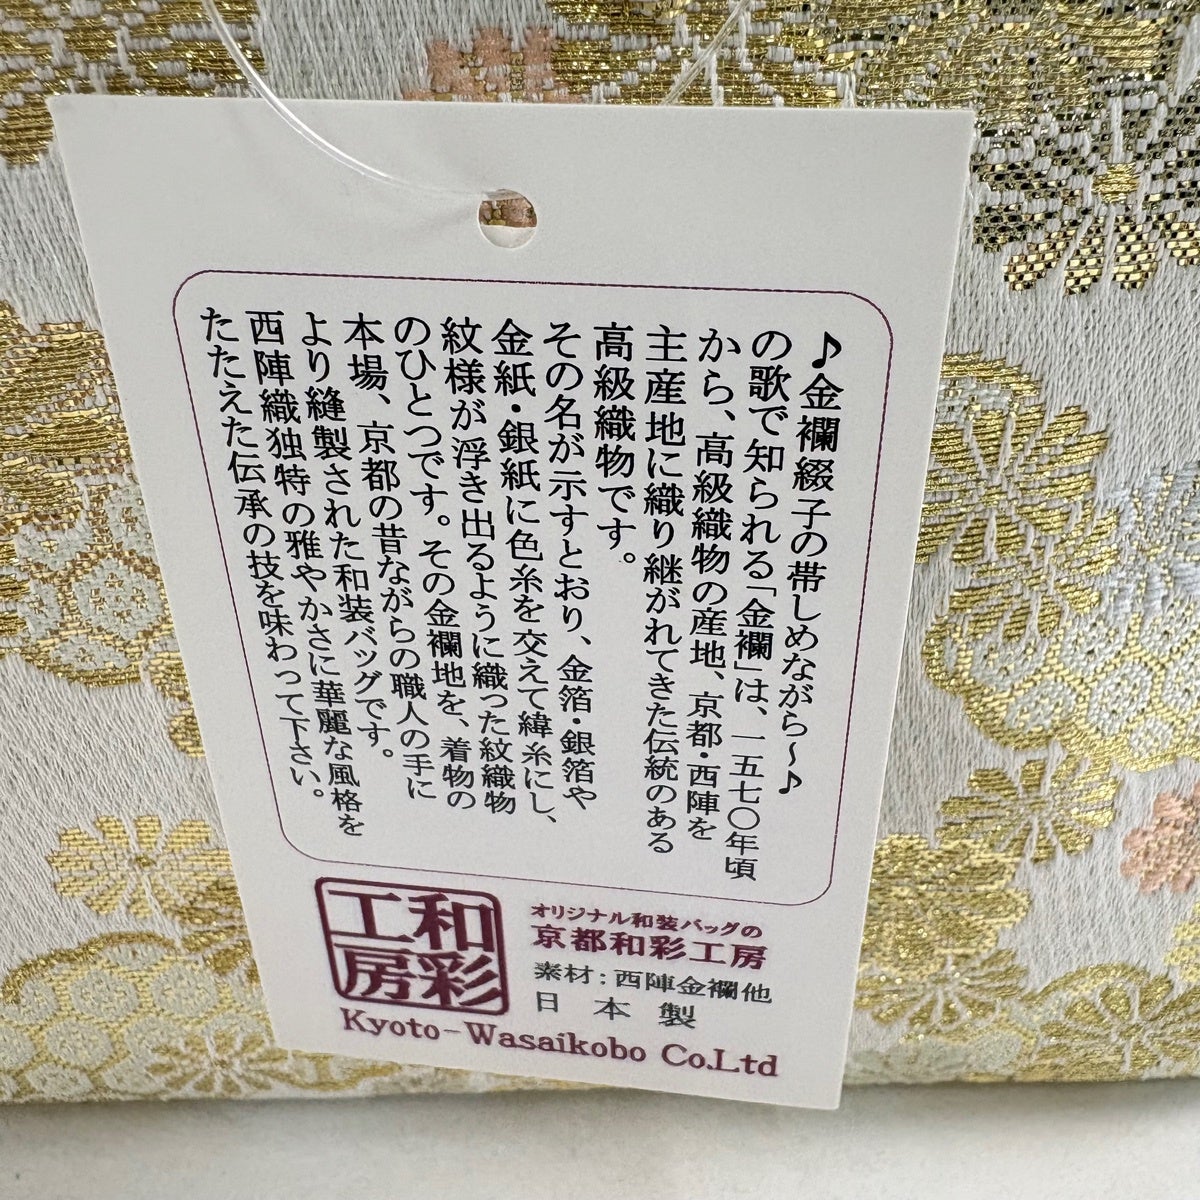 ♪金襴緞子の帯しめながら～♪
の歌で知られる「金襴」は、一五七〇年頃
から、高級織物の産地、京都・西陣を
主産地に織り継がれてきた伝統のある
高級織物です。
その名が示すとおり、金箔・銀箔や
金紙・銀紙に色糸を交えて緯糸にし、
紋様が浮き出るように織った紋織物
のひとつです。その金襴地を、着物の
本場、京都の昔ながらの職人の手に
より縫製された和装バッグです。
西陣織独特の雅やかさに華麗な風格を
たたえた伝承の技を味わって下さい。
和彩
工房
オリジナル和装バッグの
京都和彩工房
素材：西陣金襴他
日本製
Kyoto-Wasaikobo Co.Ltd